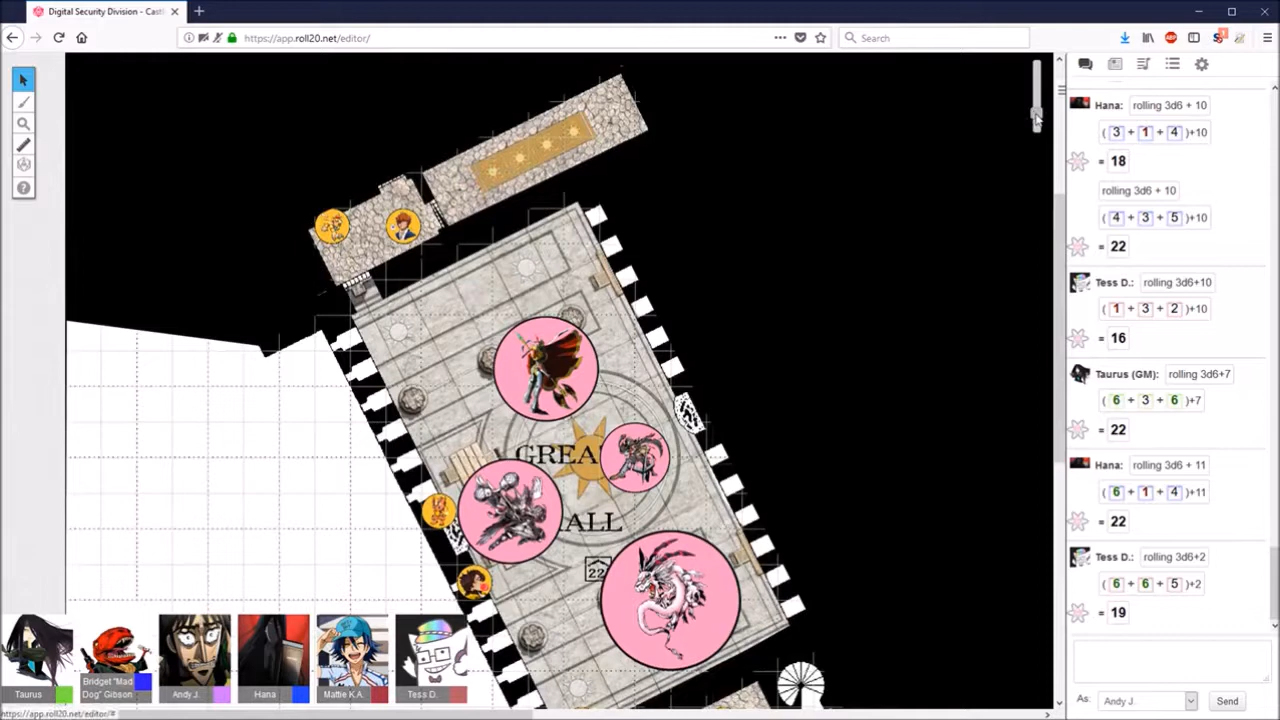 Digital Security Division - Cast
https://app.roll20.net/editor/
Search
Hana: rolling 3d6 + 10
( 3 + 1 + 4 )+10
= 18
rolling 3d6 + 10
( 4 + 3 + 5 )+10
= 22
Tess D.: rolling 3d6+10
( 1 + 3 + 2 )+10
= 16
Taurus (GM): rolling 3d6+7
( 6 + 3 + 6 )+7
= 22
Hana: rolling 3d6 + 11
( 6 + 1 + 4 )+11
= 22
Tess D.: rolling 3d6+2
( 6 + 6 + 5 )+2
= 19
GREA
ALL
22
Taurus
Bridget "Mad
Dog" Gibson
Andy J.
Hana
Mattie K.A.
Tess D.
As: Andy J. Send
https://app.roll20.net/editor/#